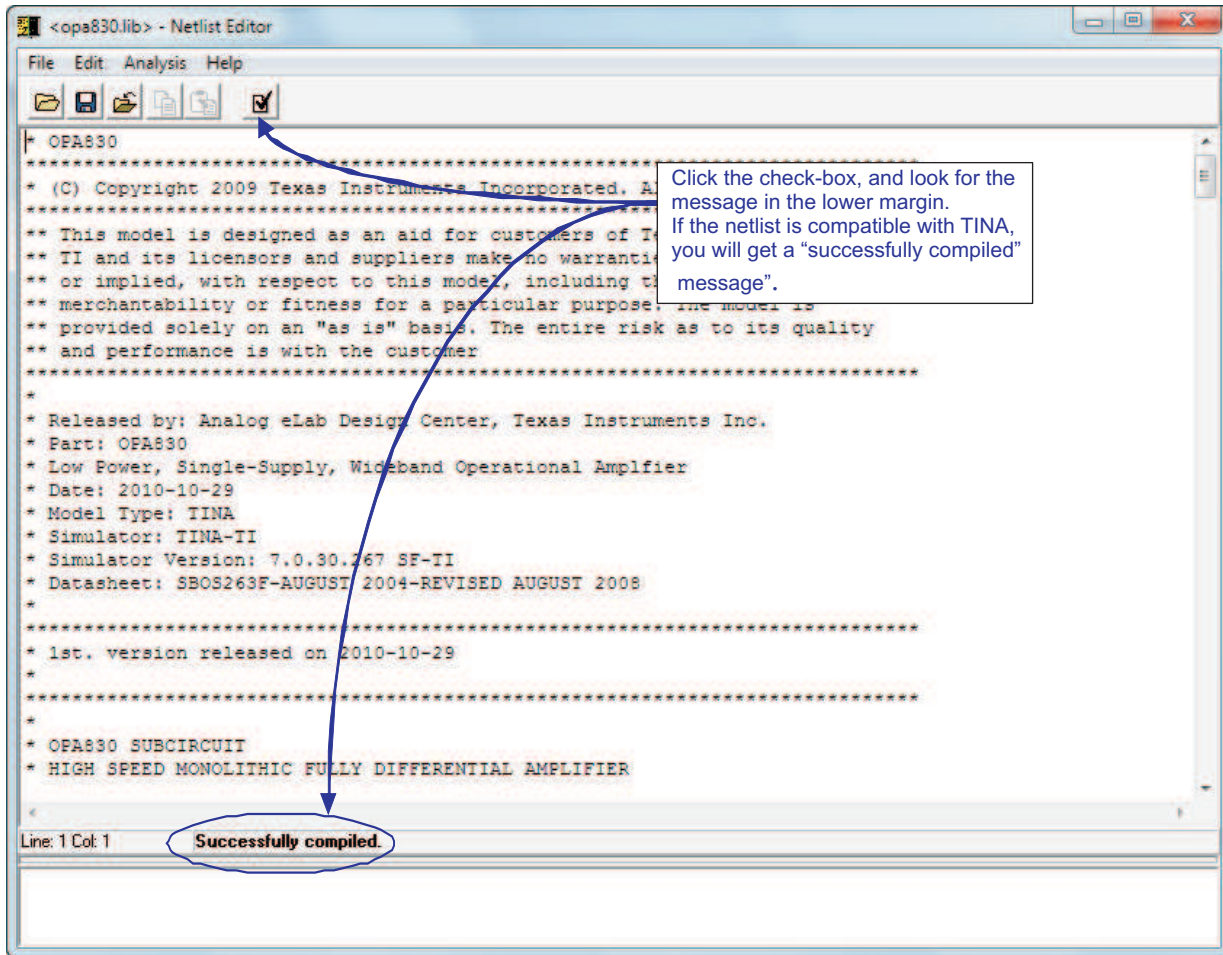 <opa830.lib> - Netlist Editor
File Edit Analysis Help
* OPA830
******************************************************************************
* (C) Copyright 2009 Texas Instruments Incorporated. Al
******************************************************************************
** This model is designed as an aid for customers of Te
** TI and its licensors and suppliers make no warrantie
** or implied, with respect to this model, including th
** merchantability or fitness for a particular purpose. The model is
** provided solely on an "as is" basis. The entire risk as to its quality
** and performance is with the customer
******************************************************************************
*
* Released by: Analog eLab Design Center, Texas Instruments Inc.
* Part: OPA830
* Low Power, Single-Supply, Wideband Operational Amplfier
* Date: 2010-10-29
* Model Type: TINA
* Simulator: TINA-TI
* Simulator Version: 7.0.30.267 SF-TI
* Datasheet: SBOS263F-AUGUST 2004-REVISED AUGUST 2008
*
******************************************************************************
* 1st. version released on 2010-10-29
*
******************************************************************************
*
* OPA830 SUBCIRCUIT
* HIGH SPEED MONOLITHIC FULLY DIFFERENTIAL AMPLIFIER
Click the check-box, and look for the
message in the lower margin.
If the netlist is compatible with TINA,
you will get a “successfully compiled”
message”.
Line: 1 Col: 1 Successfully compiled.